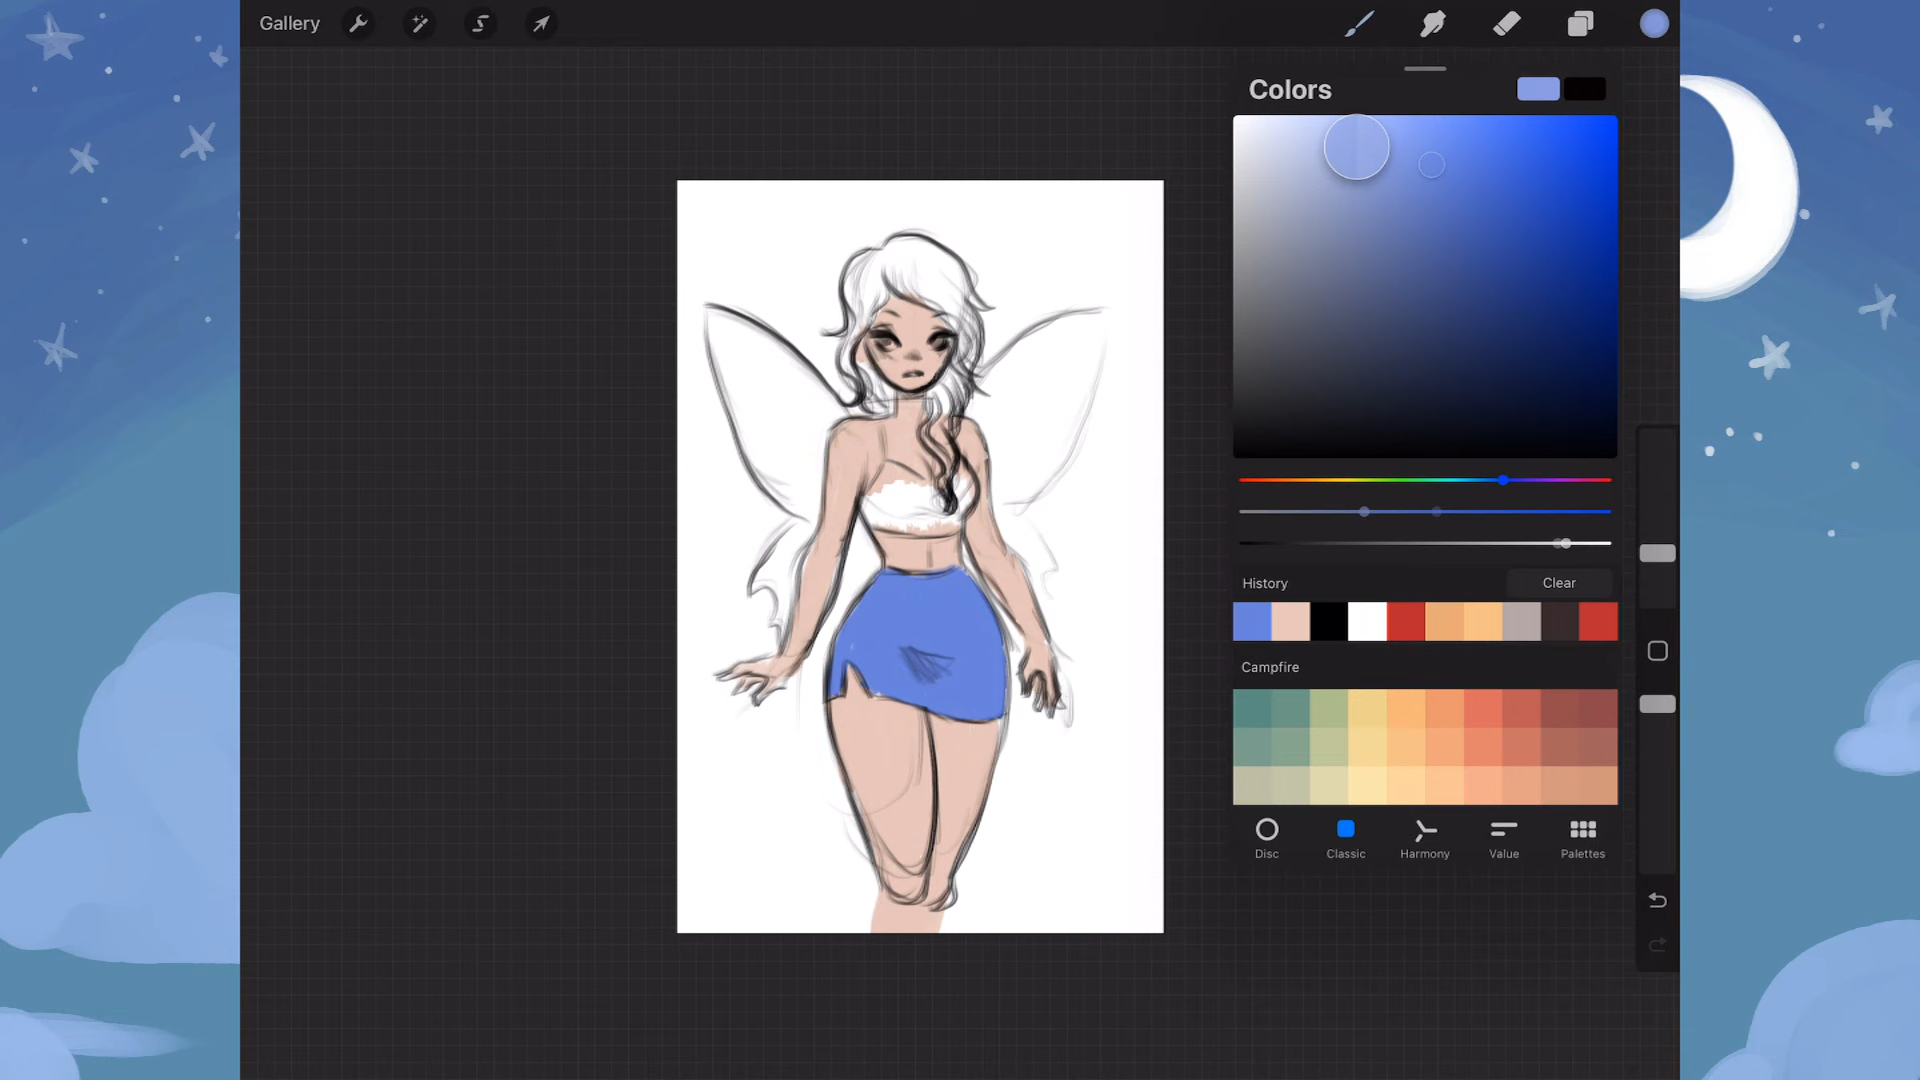 Gallery
Colors
History
Clear
Campfire
Disc
Classic
Harmony
Value
Palettes